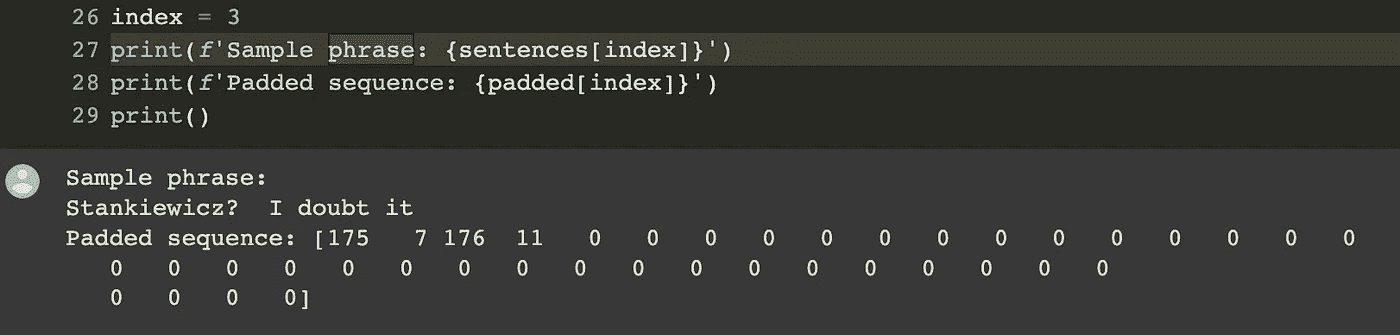 26 index = 3
27 print(f'Sample phrase: {sentences[index]}')
28 print(f'Padded sequence: {padded[index]}')
29 print()
Sample phrase:
Stankiewicz?  I doubt it
Padded sequence: [175   7 176  11   0   0   0   0   0   0   0   0   0   0   0   0   0   0
   0   0   0   0   0   0   0   0   0   0   0   0   0   0   0   0   0   0
   0   0   0   0]